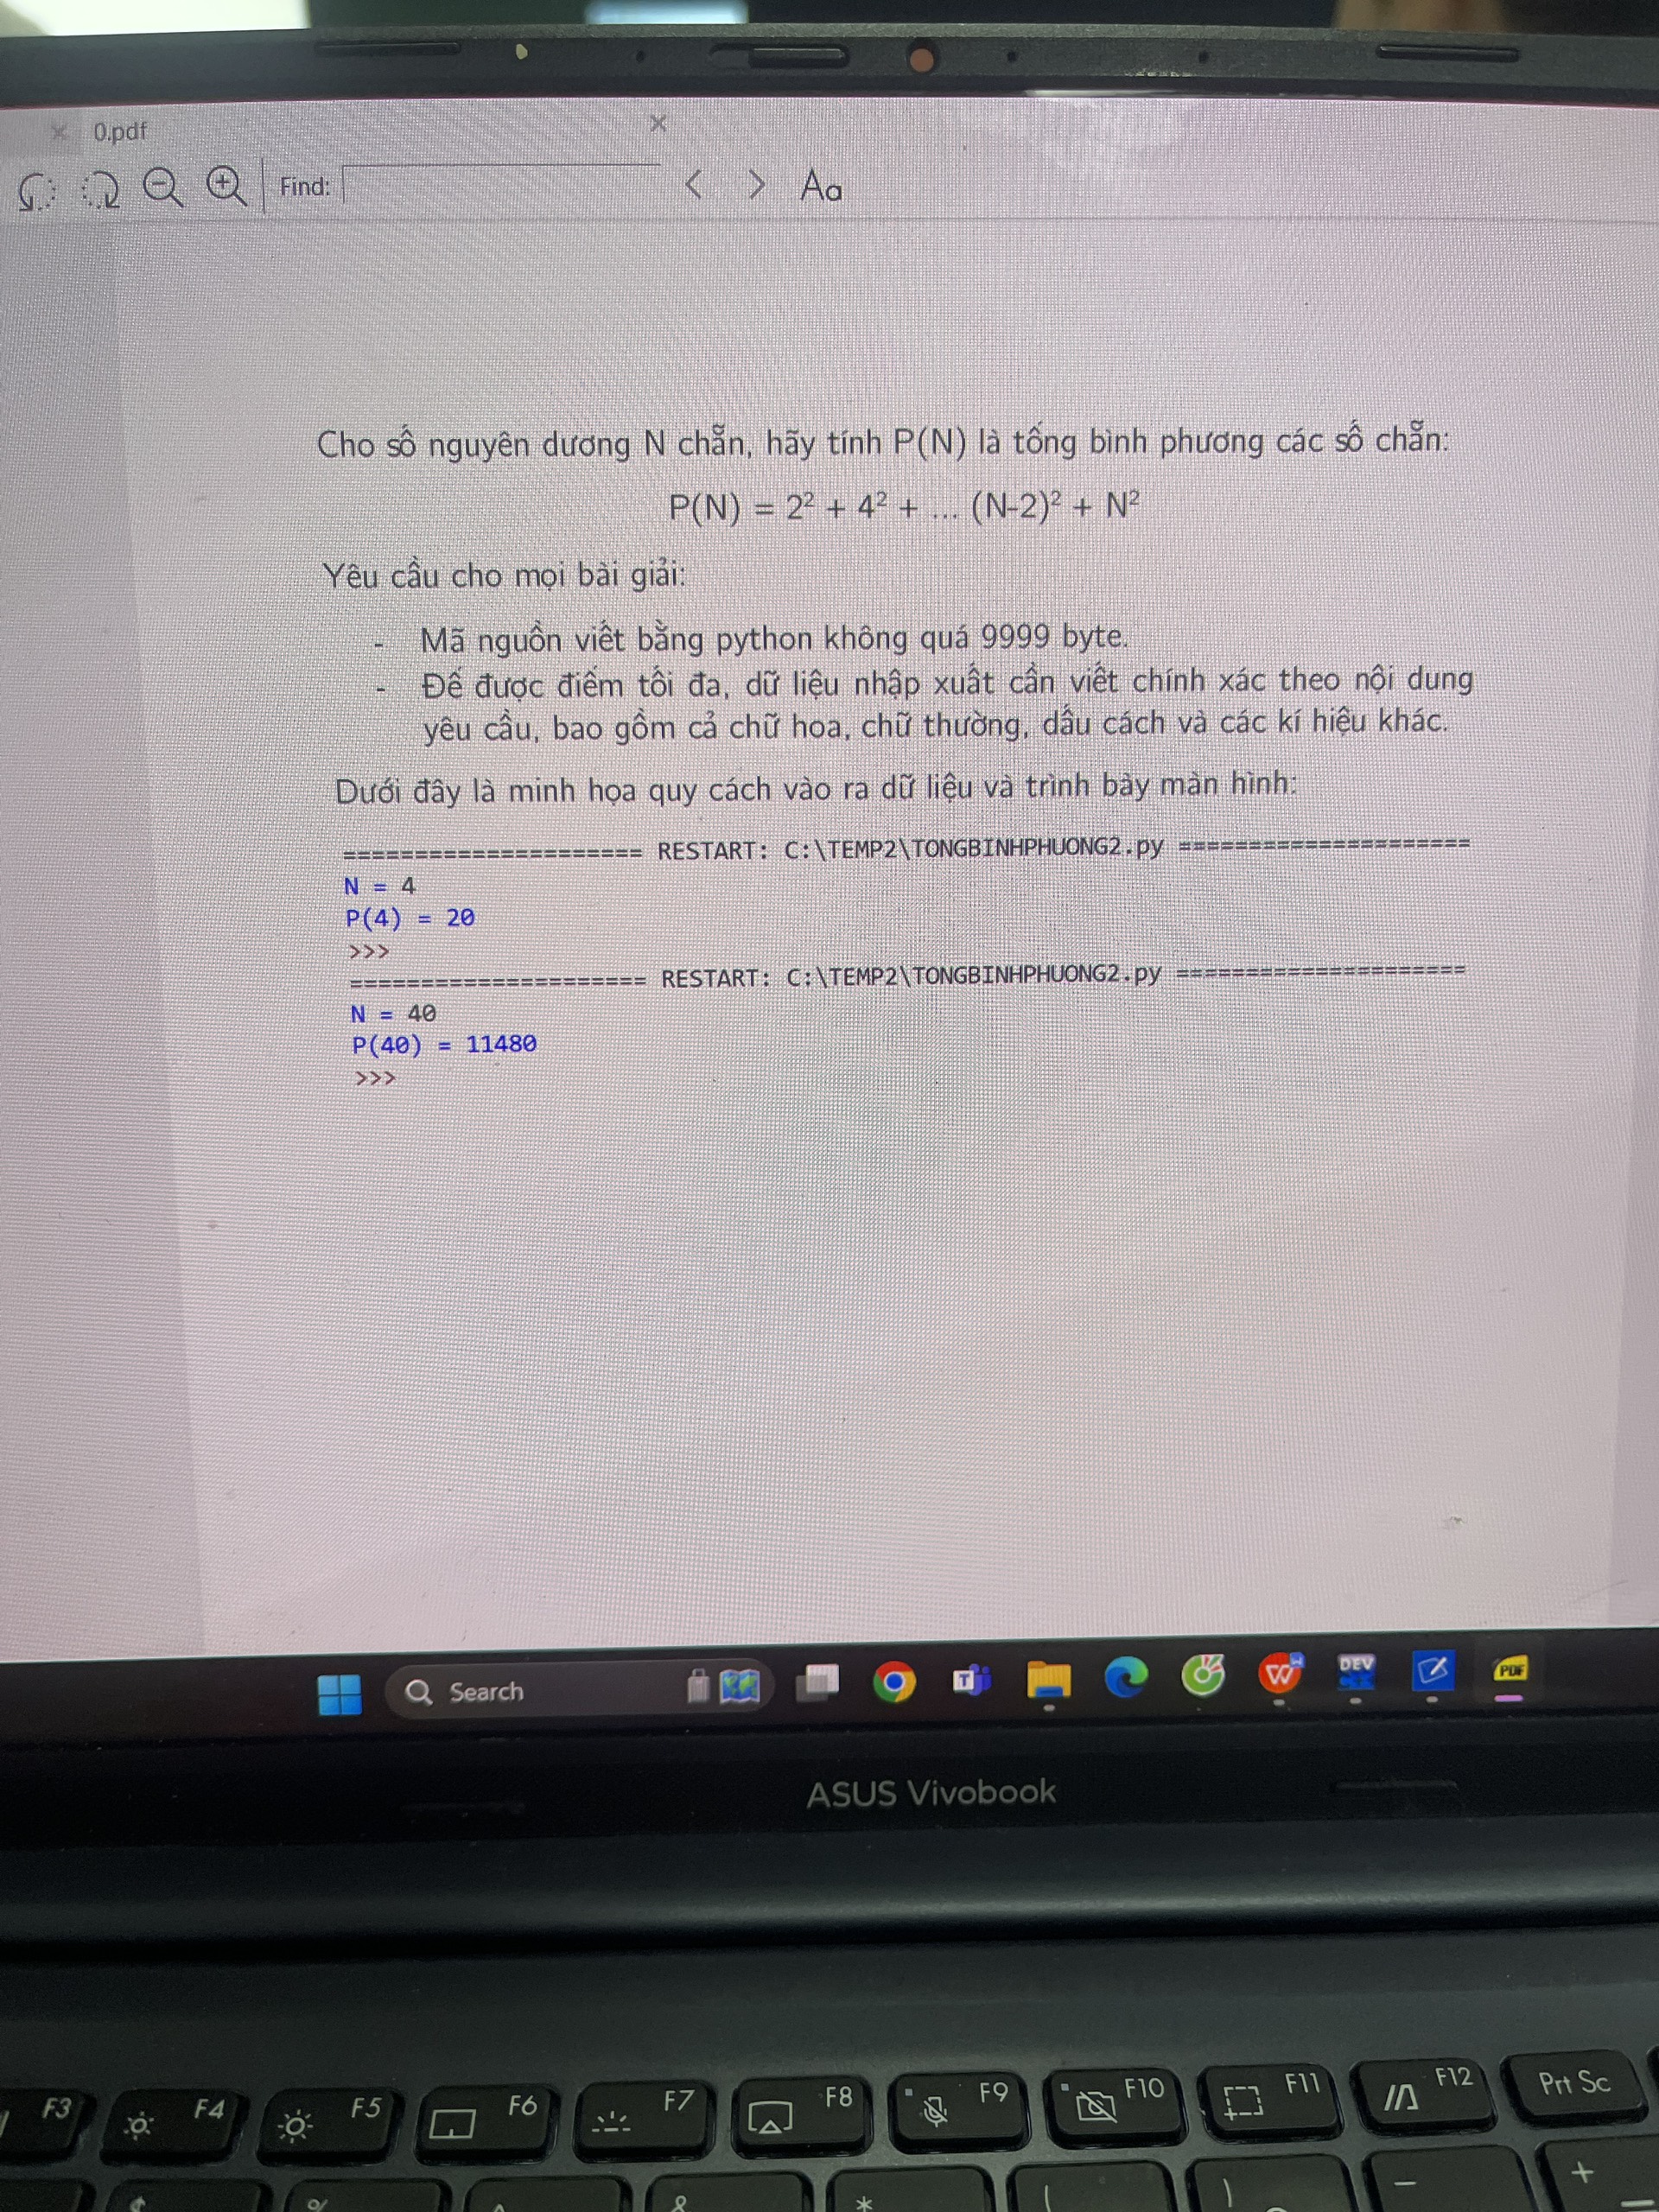 0.pdf
Find:
Aa
Cho số nguyên dương N chẵn, hãy tính P(N) là tổng bình phương các số chẵn:
P(N) = 2² + 4² + ... (N-2)² + N²
Yêu cầu cho mọi bài giải:
- Mã nguồn viết bằng python không quá 9999 byte.
- Để được điểm tối đa, dữ liệu nhập xuất cần viết chính xác theo nội dung
yêu cầu, bao gồm cả chữ hoa, chữ thường, dấu cách và các kí hiệu khác.
Dưới đây là minh họa quy cách vào ra dữ liệu và trình bày màn hình:
===================== RESTART: C:\TEMP2\TONGBINHPHUONG2.py =====================
N = 4
P(4) = 20
>>>
===================== RESTART: C:\TEMP2\TONGBINHPHUONG2.py =====================
N = 40
P(40) = 11480
>>>
Search
T
W
DEV
PDF
ASUS Vivobook
F3 F4 F5 F6 F7 F8 F9 F10 F11 F12 Prt Sc
% & * ( ) – +